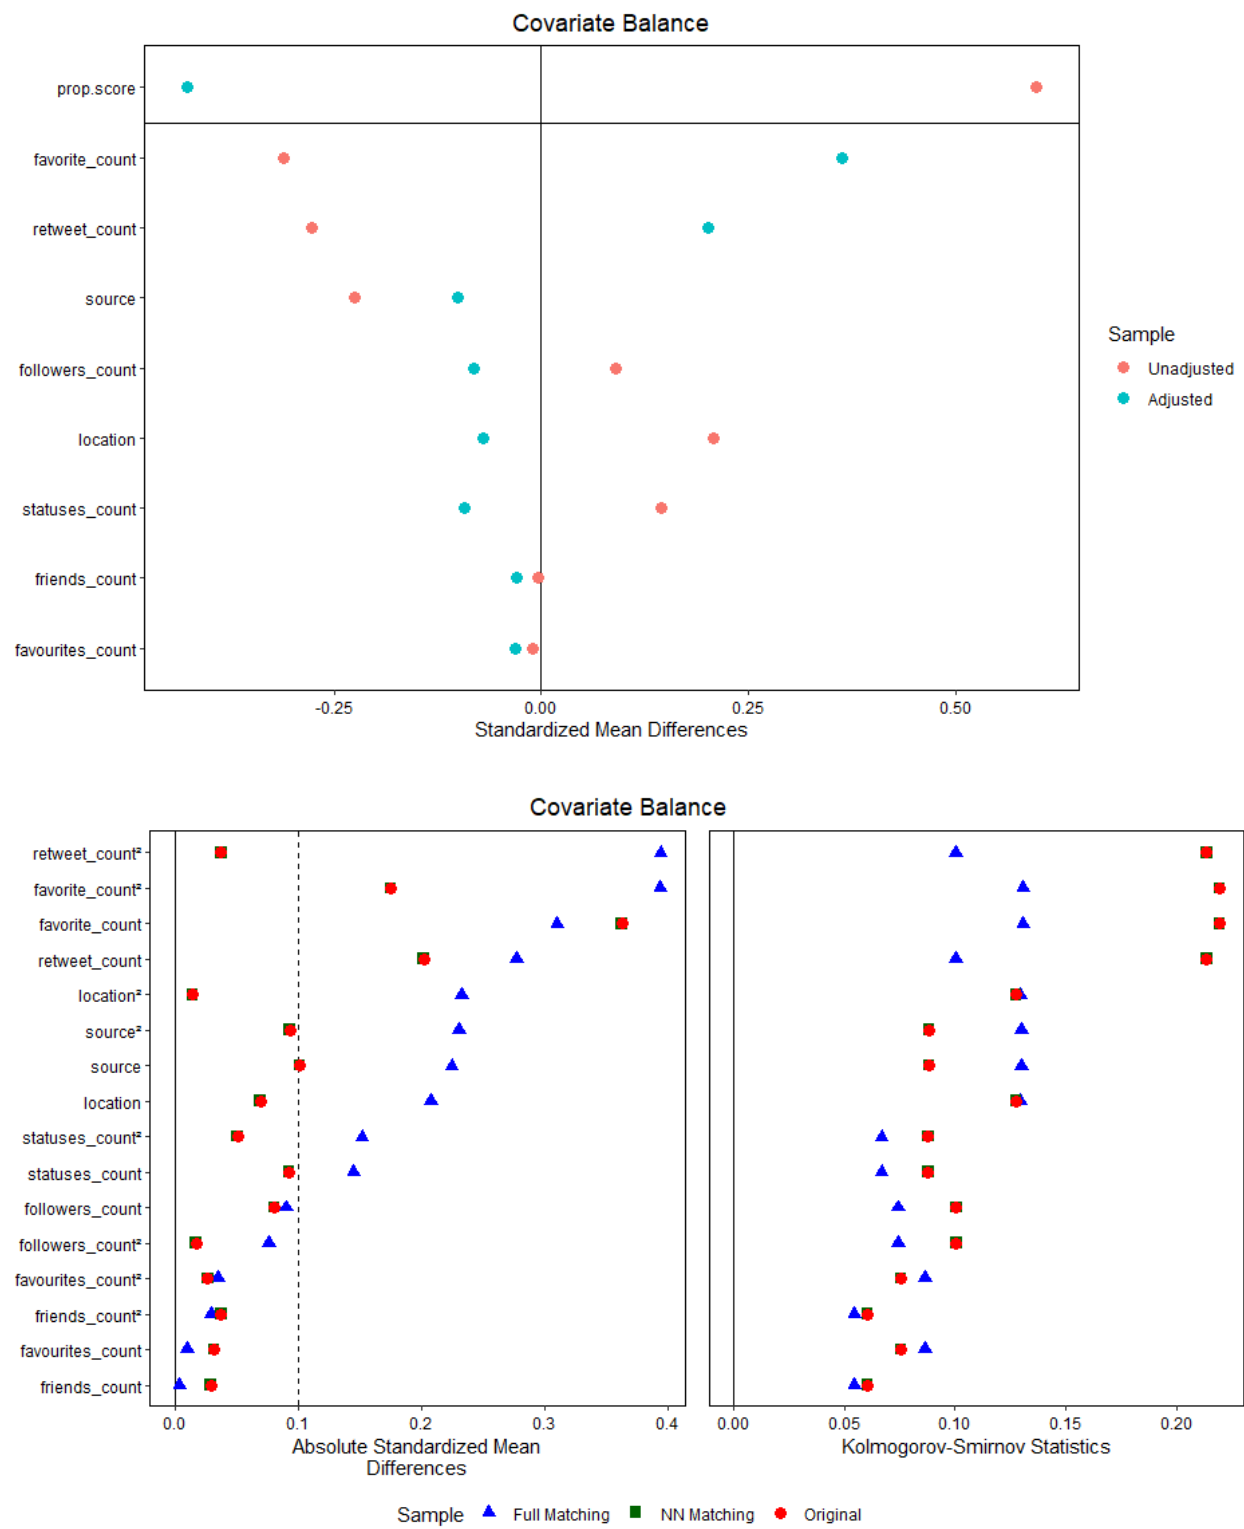 Covariate Balance
prop.score
favorite_count
retweet_count
source
followers_count
location
statuses_count
friends_count
favourites_count
-0.25 0.00 0.25 0.50
Standardized Mean Differences
Sample
Unadjusted
Adjusted
Covariate Balance
retweet_count²
favorite_count²
favorite_count
retweet_count
location²
source²
source
location
statuses_count²
statuses_count
followers_count
followers_count²
favourites_count²
friends_count²
favourites_count
friends_count
0.0 0.1 0.2 0.3 0.4
Absolute Standardized Mean
Differences
0.00 0.05 0.10 0.15 0.20
Kolmogorov-Smirnov Statistics
Sample Full Matching NN Matching Original